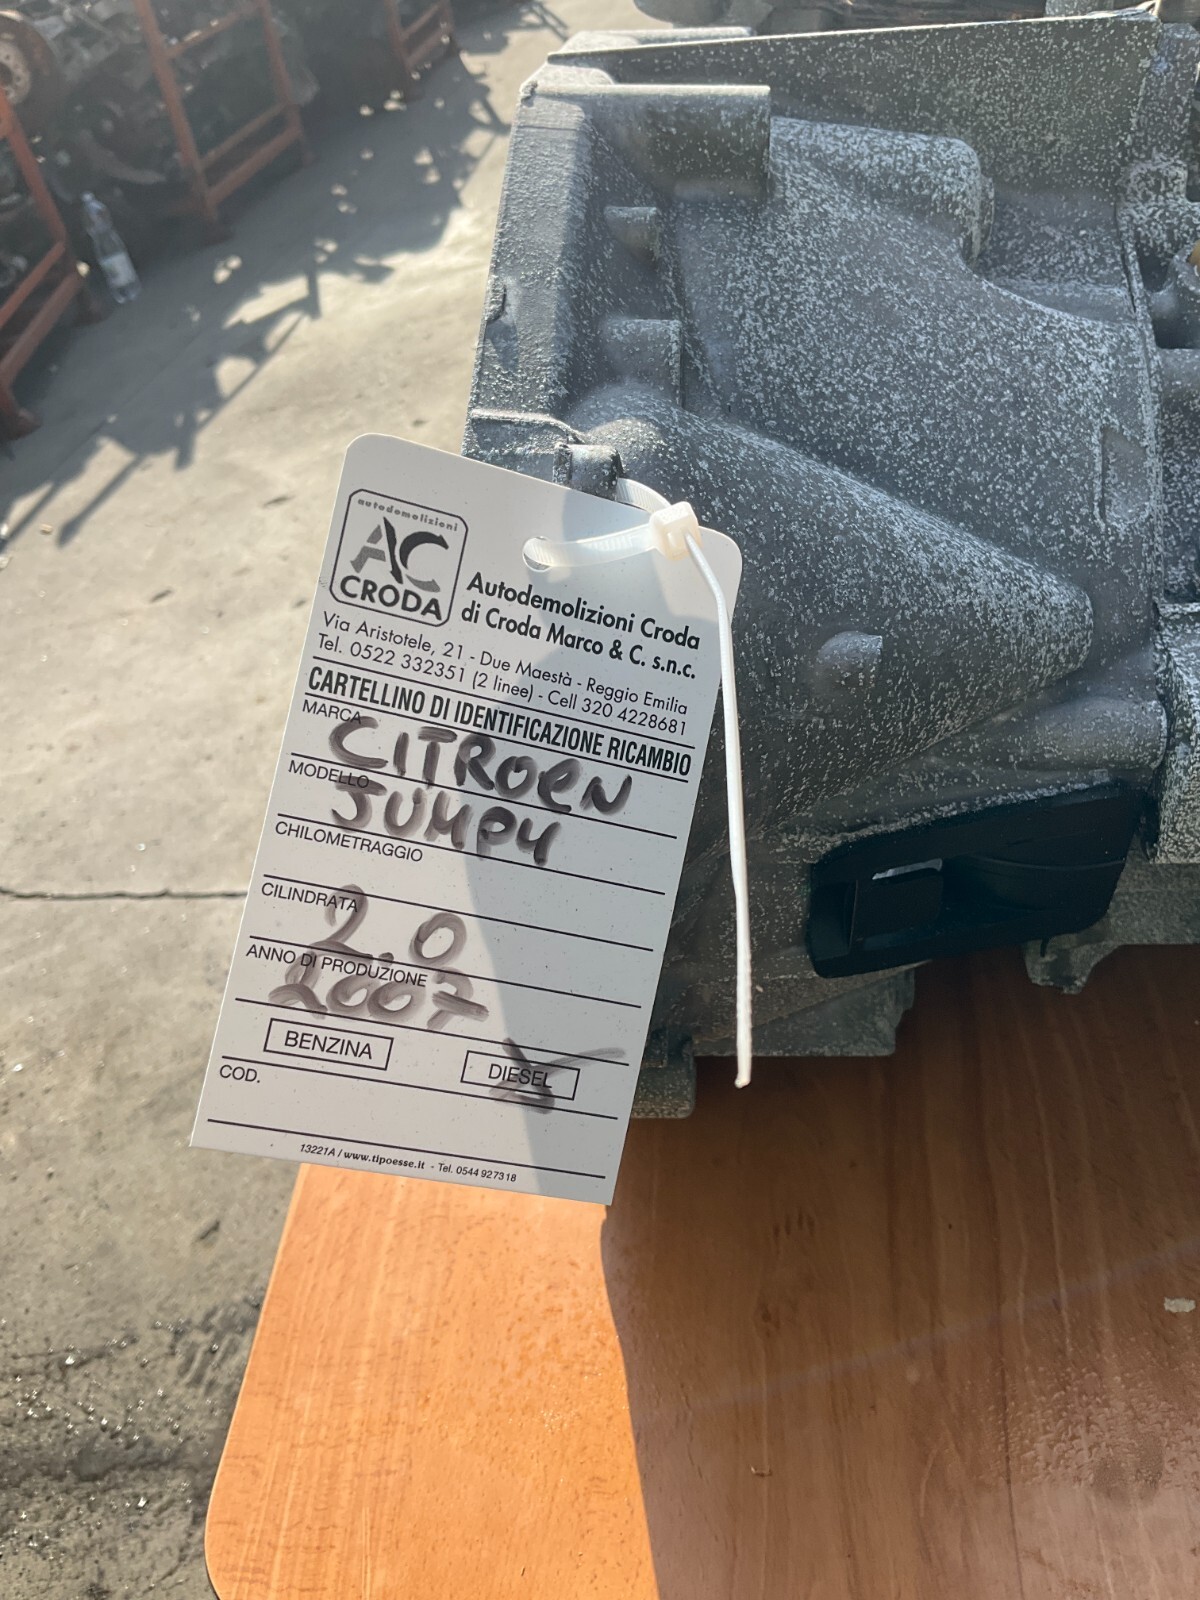 autodemolizioni
AC
CRODA
Autodemolizioni Croda
di Croda Marco & C. s.n.c.
Via Aristotele, 21 - Due Maestà - Reggio Emilia
Tel. 0522 332351 (2 linee) - Cell 320 4228681
CARTELLINO DI IDENTIFICAZIONE RICAMBIO
MARCA CITROEN
MODELLO JUMPY
CHILOMETRAGGIO
CILINDRATA 2.0
ANNO DI PRODUZIONE 2007
BENZINA DIESEL X
COD.
13221A / www.tipoesse.it - Tel. 0544 927318